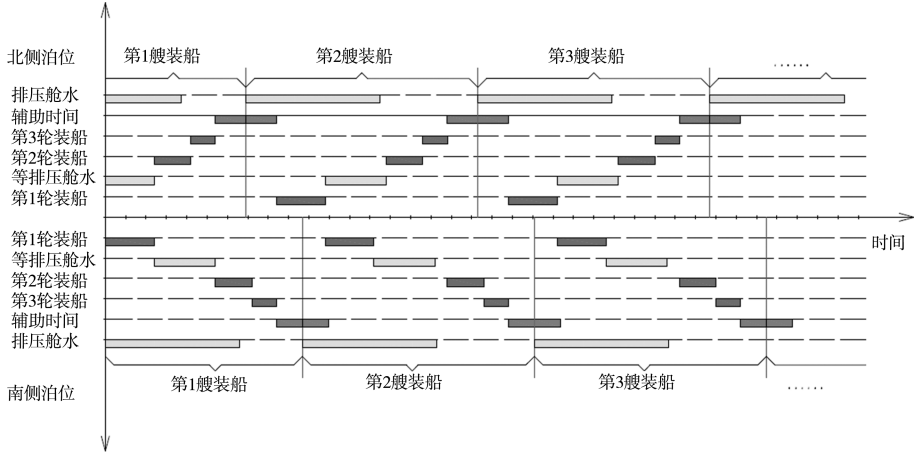 北侧泊位
第1艘装船 第2艘装船 第3艘装船 ……
排压舱水
辅助时间
第3轮装船
第2轮装船
等排压舱水
第1轮装船
时间
第1轮装船
等排压舱水
第2轮装船
第3轮装船
辅助时间
排压舱水
南侧泊位
第1艘装船 第2艘装船 第3艘装船 ……